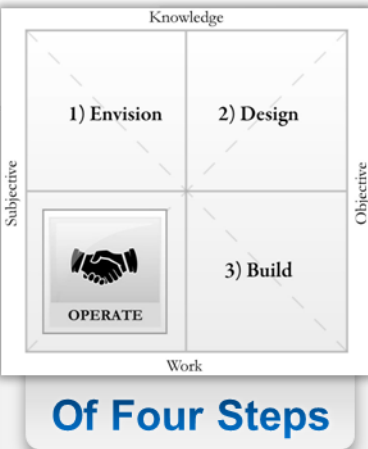 Knowledge
1) Envision
2) Design
Subjective
Objective
OPERATE
3) Build
Work
Of Four Steps